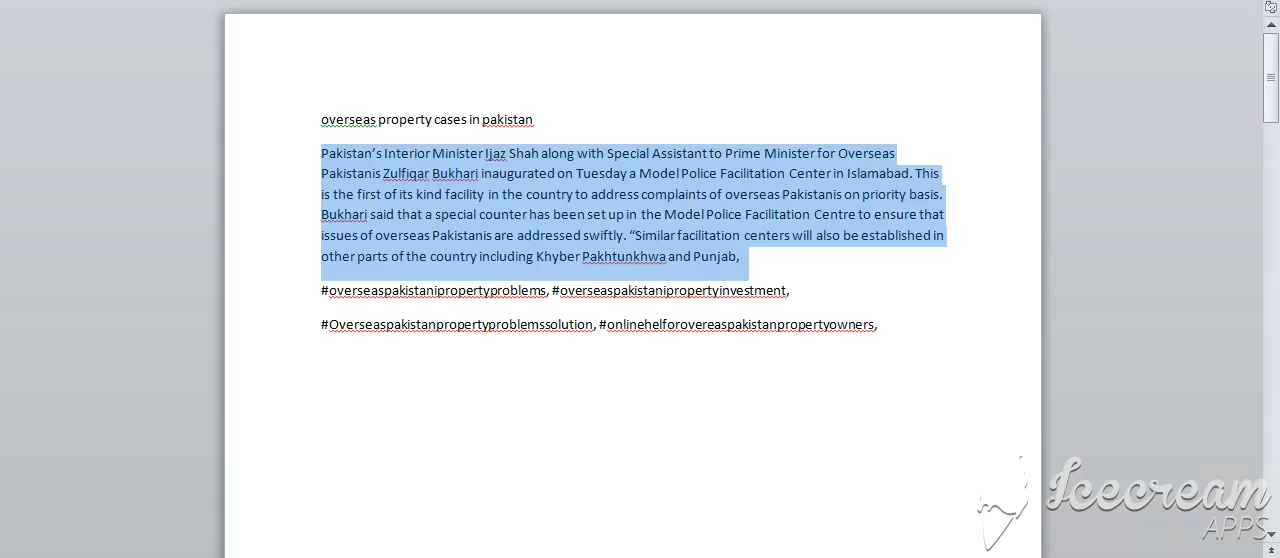 overseas property cases in pakistan
Pakistan’s Interior Minister Ijaz Shah along with Special Assistant to Prime Minister for Overseas
Pakistanis Zulfiqar Bukhari inaugurated on Tuesday a Model Police Facilitation Center in Islamabad. This
is the first of its kind facility in the country to address complaints of overseas Pakistanis on priority basis.
Bukhari said that a special counter has been set up in the Model Police Facilitation Centre to ensure that
issues of overseas Pakistanis are addressed swiftly. “Similar facilitation centers will also be established in
other parts of the country including Khyber Pakhtunkhwa and Punjab,
#overseaspakistanipropertyproblems, #overseaspakistanipropertyinvestment,
#Overseaspakistanpropertyproblemssolution, #onlinehelforovereaspakistanpropertyowners,
Icecream
APPS